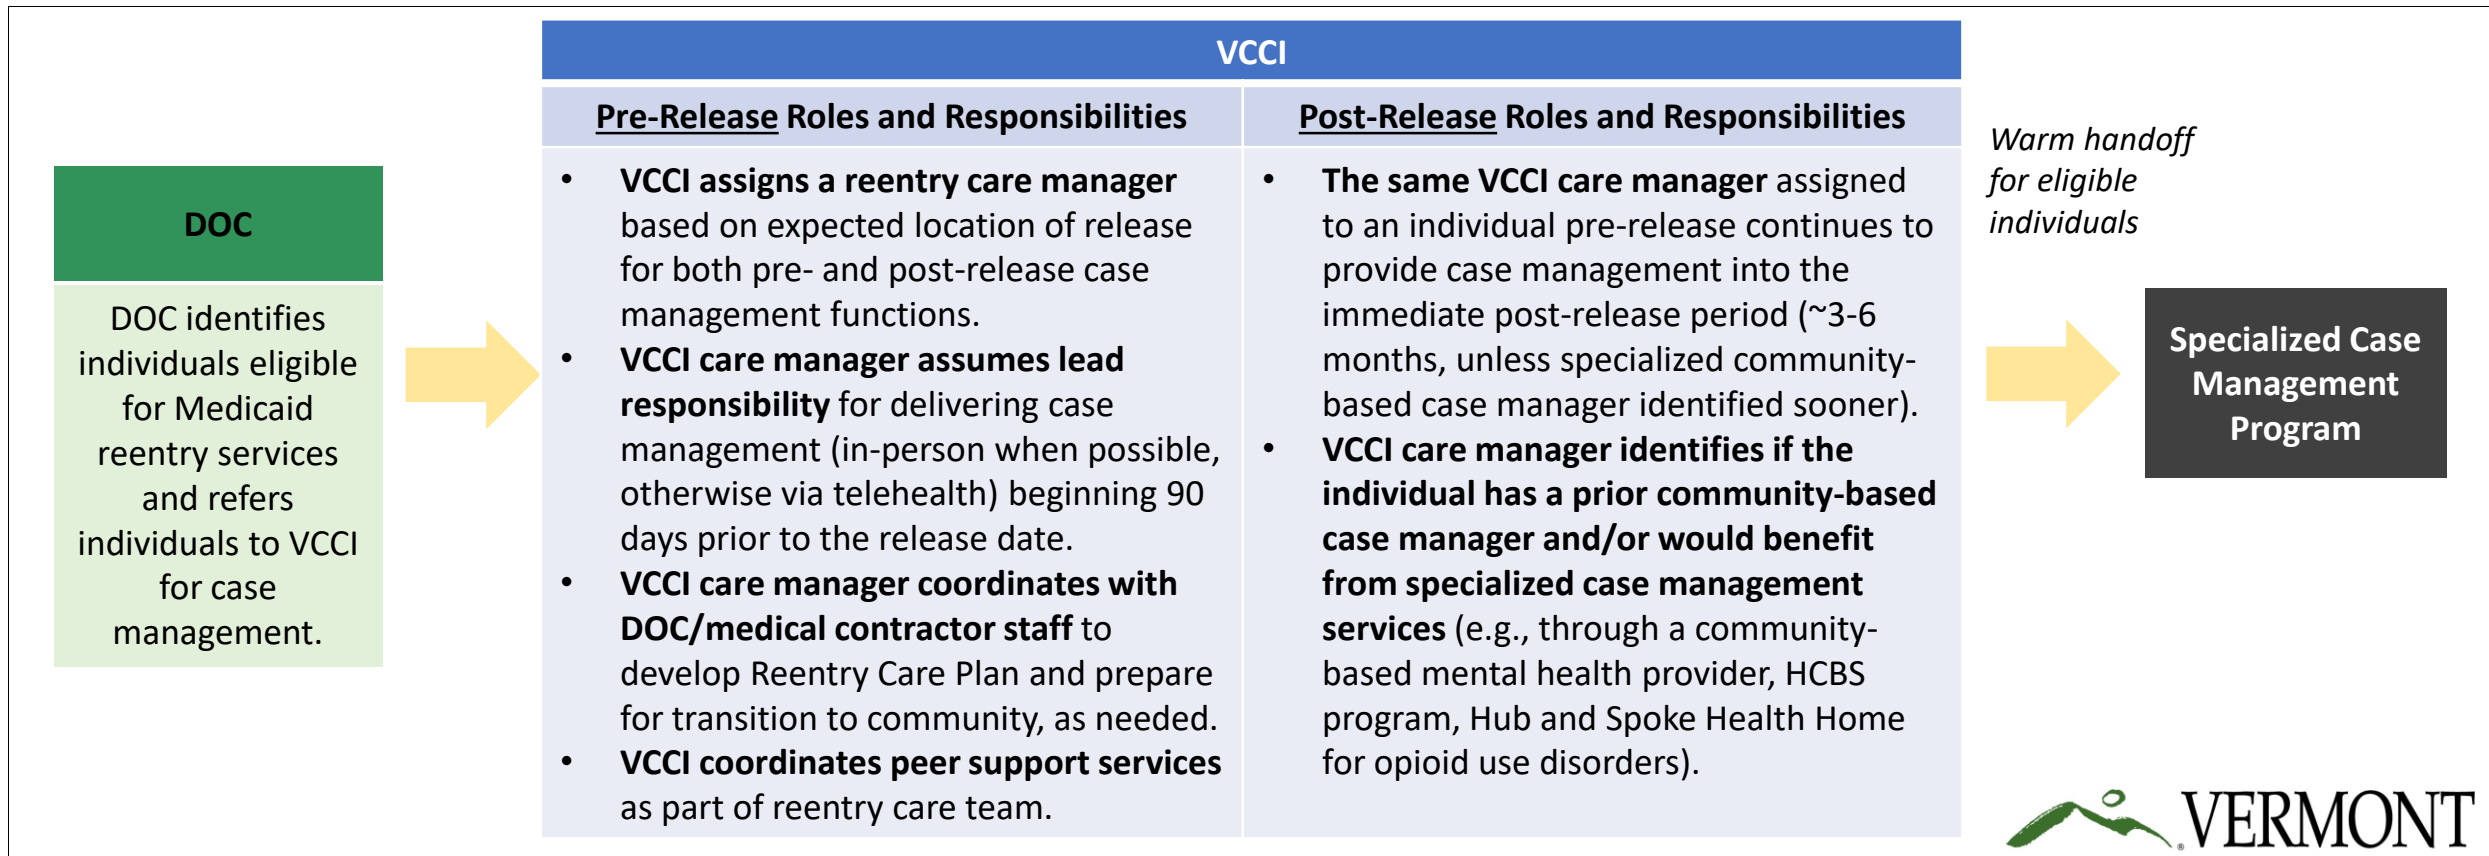 DOC
DOC identifies
individuals eligible
for Medicaid
reentry services
and refers
individuals to VCCI
for case
management.
VCCI
Pre-Release Roles and Responsibilities
• VCCI assigns a reentry care manager
based on expected location of release
for both pre- and post-release case
management functions.
• VCCI care manager assumes lead
responsibility for delivering case
management (in-person when possible,
otherwise via telehealth) beginning 90
days prior to the release date.
• VCCI care manager coordinates with
DOC/medical contractor staff to
develop Reentry Care Plan and prepare
for transition to community, as needed.
• VCCI coordinates peer support services
as part of reentry care team.
Post-Release Roles and Responsibilities
• The same VCCI care manager assigned
to an individual pre-release continues to
provide case management into the
immediate post-release period (~3-6
months, unless specialized community-
based case manager identified sooner).
• VCCI care manager identifies if the
individual has a prior community-based
case manager and/or would benefit
from specialized case management
services (e.g., through a community-
based mental health provider, HCBS
program, Hub and Spoke Health Home
for opioid use disorders).
Warm handoff
for eligible
individuals
Specialized Case
Management
Program
VERMONT